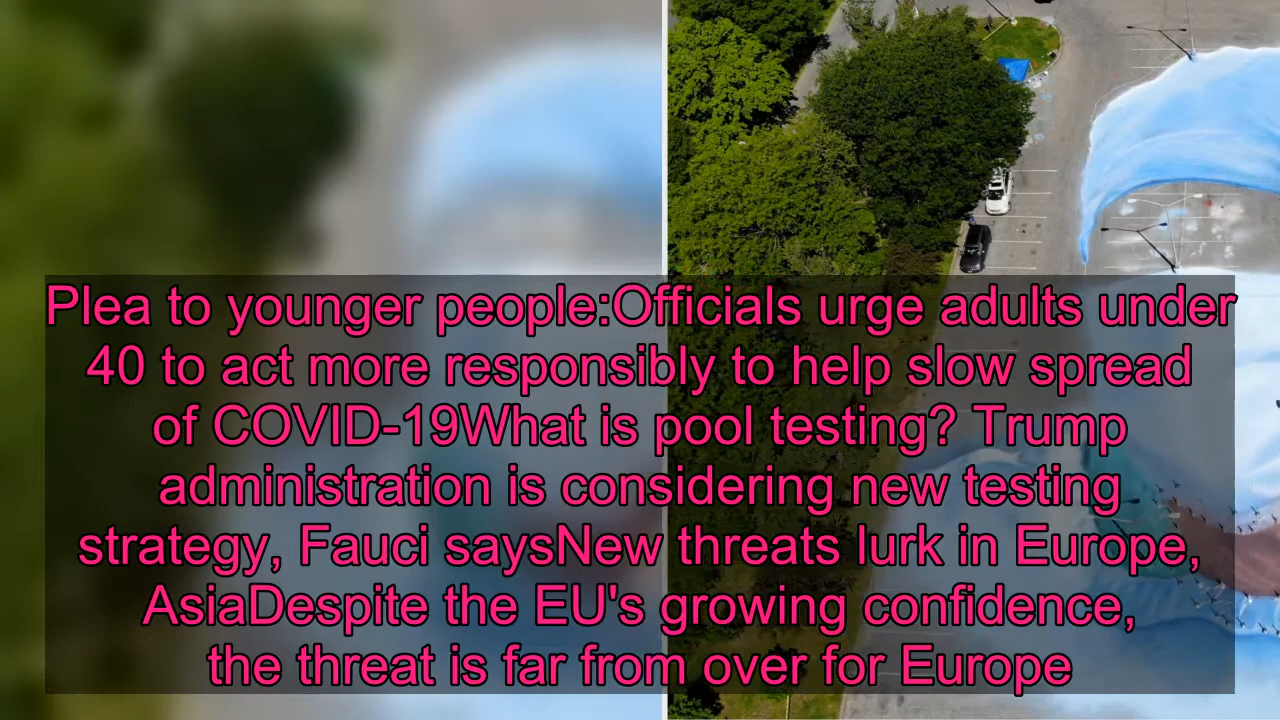 Plea to younger people:Officials urge adults under
40 to act more responsibly to help slow spread
of COVID-19What is pool testing? Trump
administration is considering new testing
strategy, Fauci saysNew threats lurk in Europe,
AsiaDespite the EU's growing confidence,
the threat is far from over for Europe